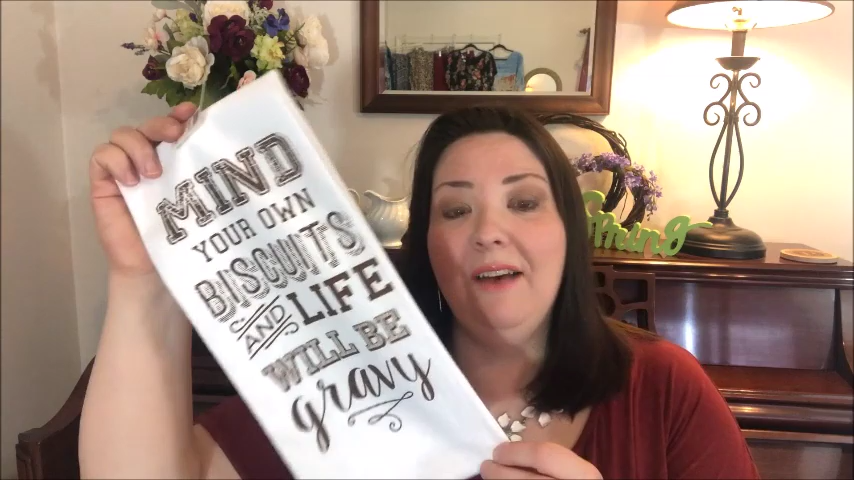 MIND
YOUR OWN
BISCUITS
AND LIFE
WILL BE
gravy